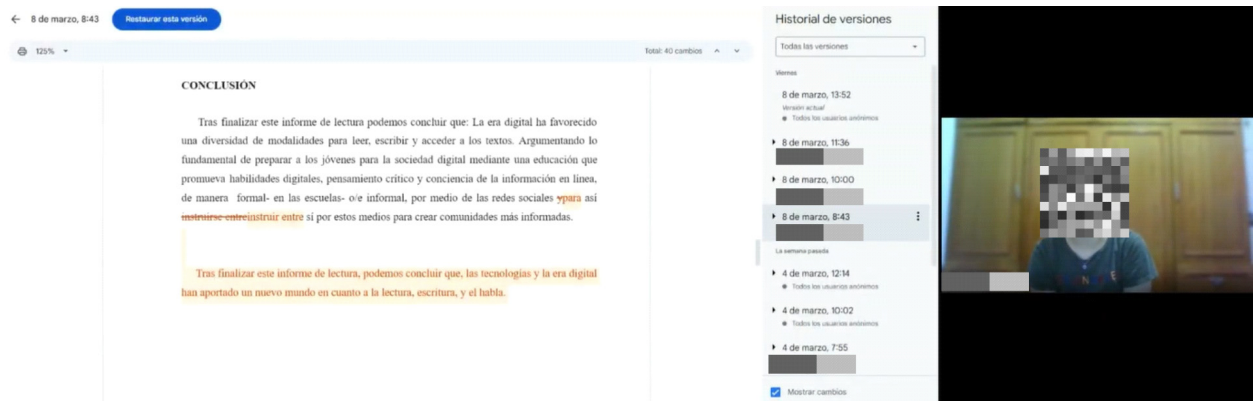 8 de marzo, 8:43
Restaurar esta versión
125%
Total: 40 cambios
CONCLUSIÓN
Tras finalizar este informe de lectura podemos concluir que: La era digital ha favorecido
una diversidad de modalidades para leer, escribir y acceder a los textos. Argumentando lo
fundamental de preparar a los jóvenes para la sociedad digital mediante una educación que
promueva habilidades digitales, pensamiento crítico y conciencia de la información en línea,
de manera formal- en las escuelas- o/e informal, por medio de las redes sociales ypara así
instruirse entreinstruir entre sí por estos medios para crear comunidades más informadas.
Tras finalizar este informe de lectura, podemos concluir que, las tecnologías y la era digital
han aportado un nuevo mundo en cuanto a la lectura, escritura, y el habla.
Historial de versiones
Todas las versiones
Viernes
8 de marzo, 13:52
Versión actual
Todos los usuarios anónimos
8 de marzo, 11:36
8 de marzo, 10:00
8 de marzo, 8:43
La semana pasada
4 de marzo, 12:14
Todos los usuarios anónimos
4 de marzo, 10:02
Todos los usuarios anónimos
4 de marzo, 7:55
Mostrar cambios